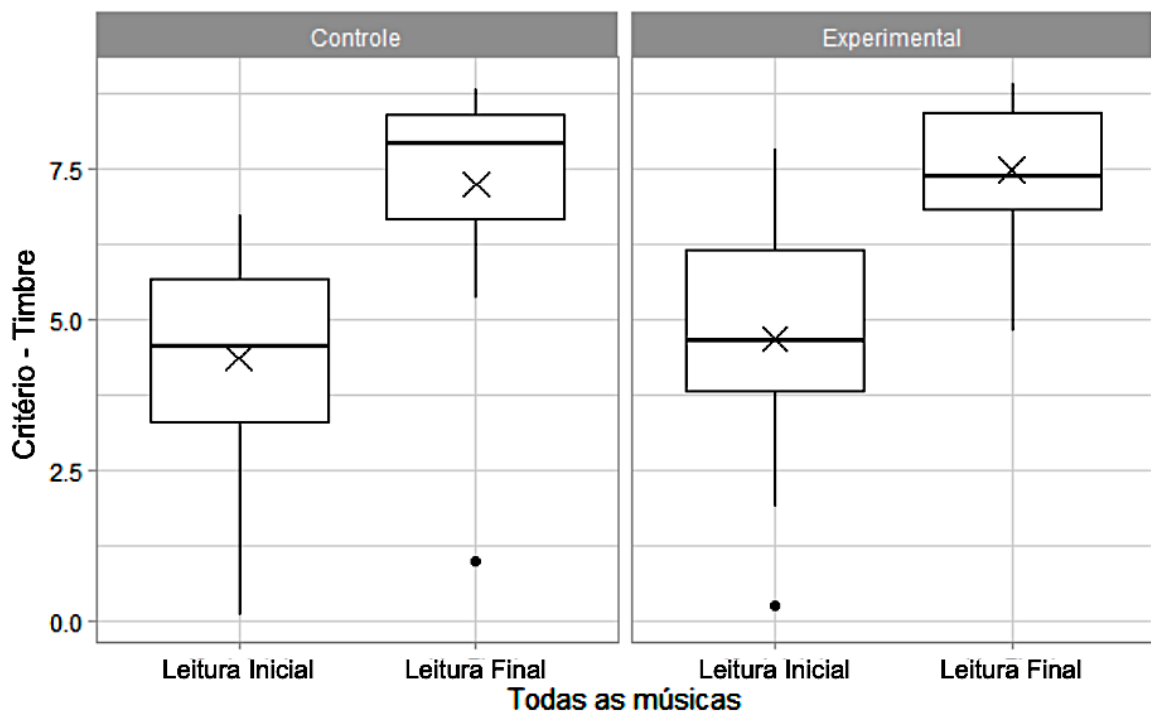 Controle
Experimental
Critério - Timbre
7.5
5.0
2.5
0.0
Leitura Inicial
Leitura Final
Leitura Inicial
Leitura Final
Todas as músicas